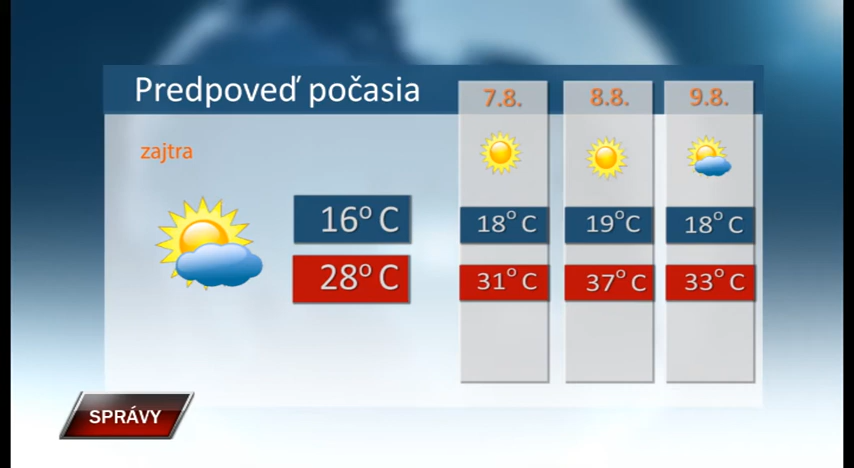 Predpoveď počasia
zajtra
16° C
28° C
7.8.
18° C
31° C
8.8.
19°C
37° C
9.8.
18° C
33° C
SPRÁVY